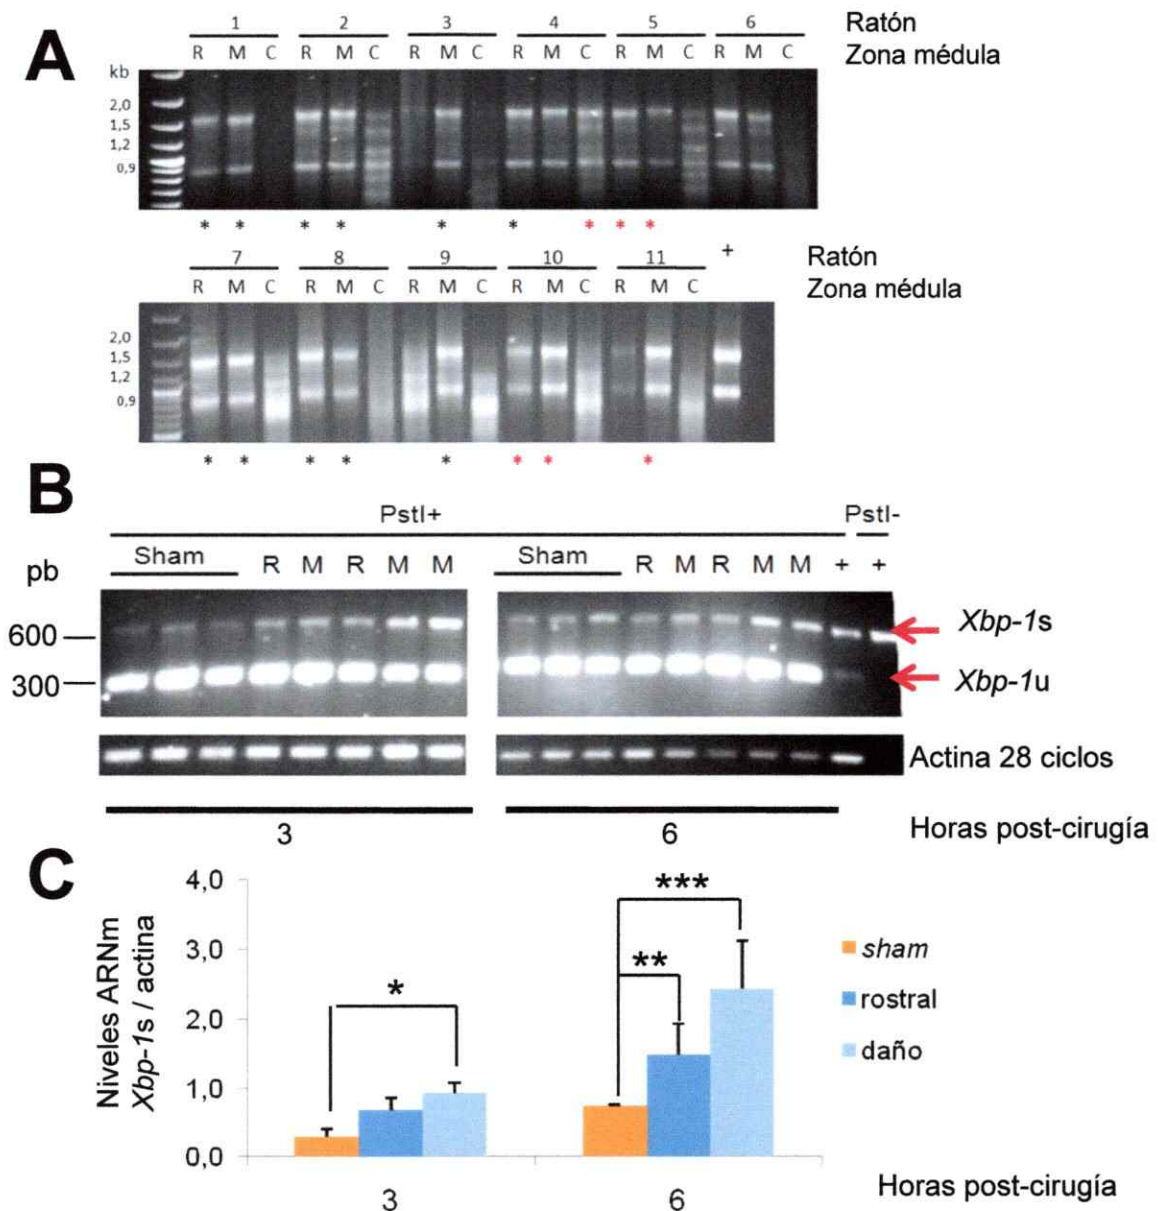 A
1 2 3 4 5 6 Ratón
R M C R M C R M C R M C R M C R M C Zona médula
kb
2,0
1,5
1,2
0,9
* * * * * * * * *
7 8 9 10 11 + Ratón
R M C R M C R M C R M C R M C Zona médula
2,0
1,5
1,2
0,9
* * * * * * * *
B
PstI+ PstI-
Sham R M R M M Sham R M R M M + +
pb
600
300
Xbp-1s
Xbp-1u
Actina 28 ciclos
3 6 Horas post-cirugía
C
Niveles ARNm
Xbp-1s / actina
4,0
3,0
2,0
1,0
0,0
* ** ***
sham
rostral
daño
3 6 Horas post-cirugía